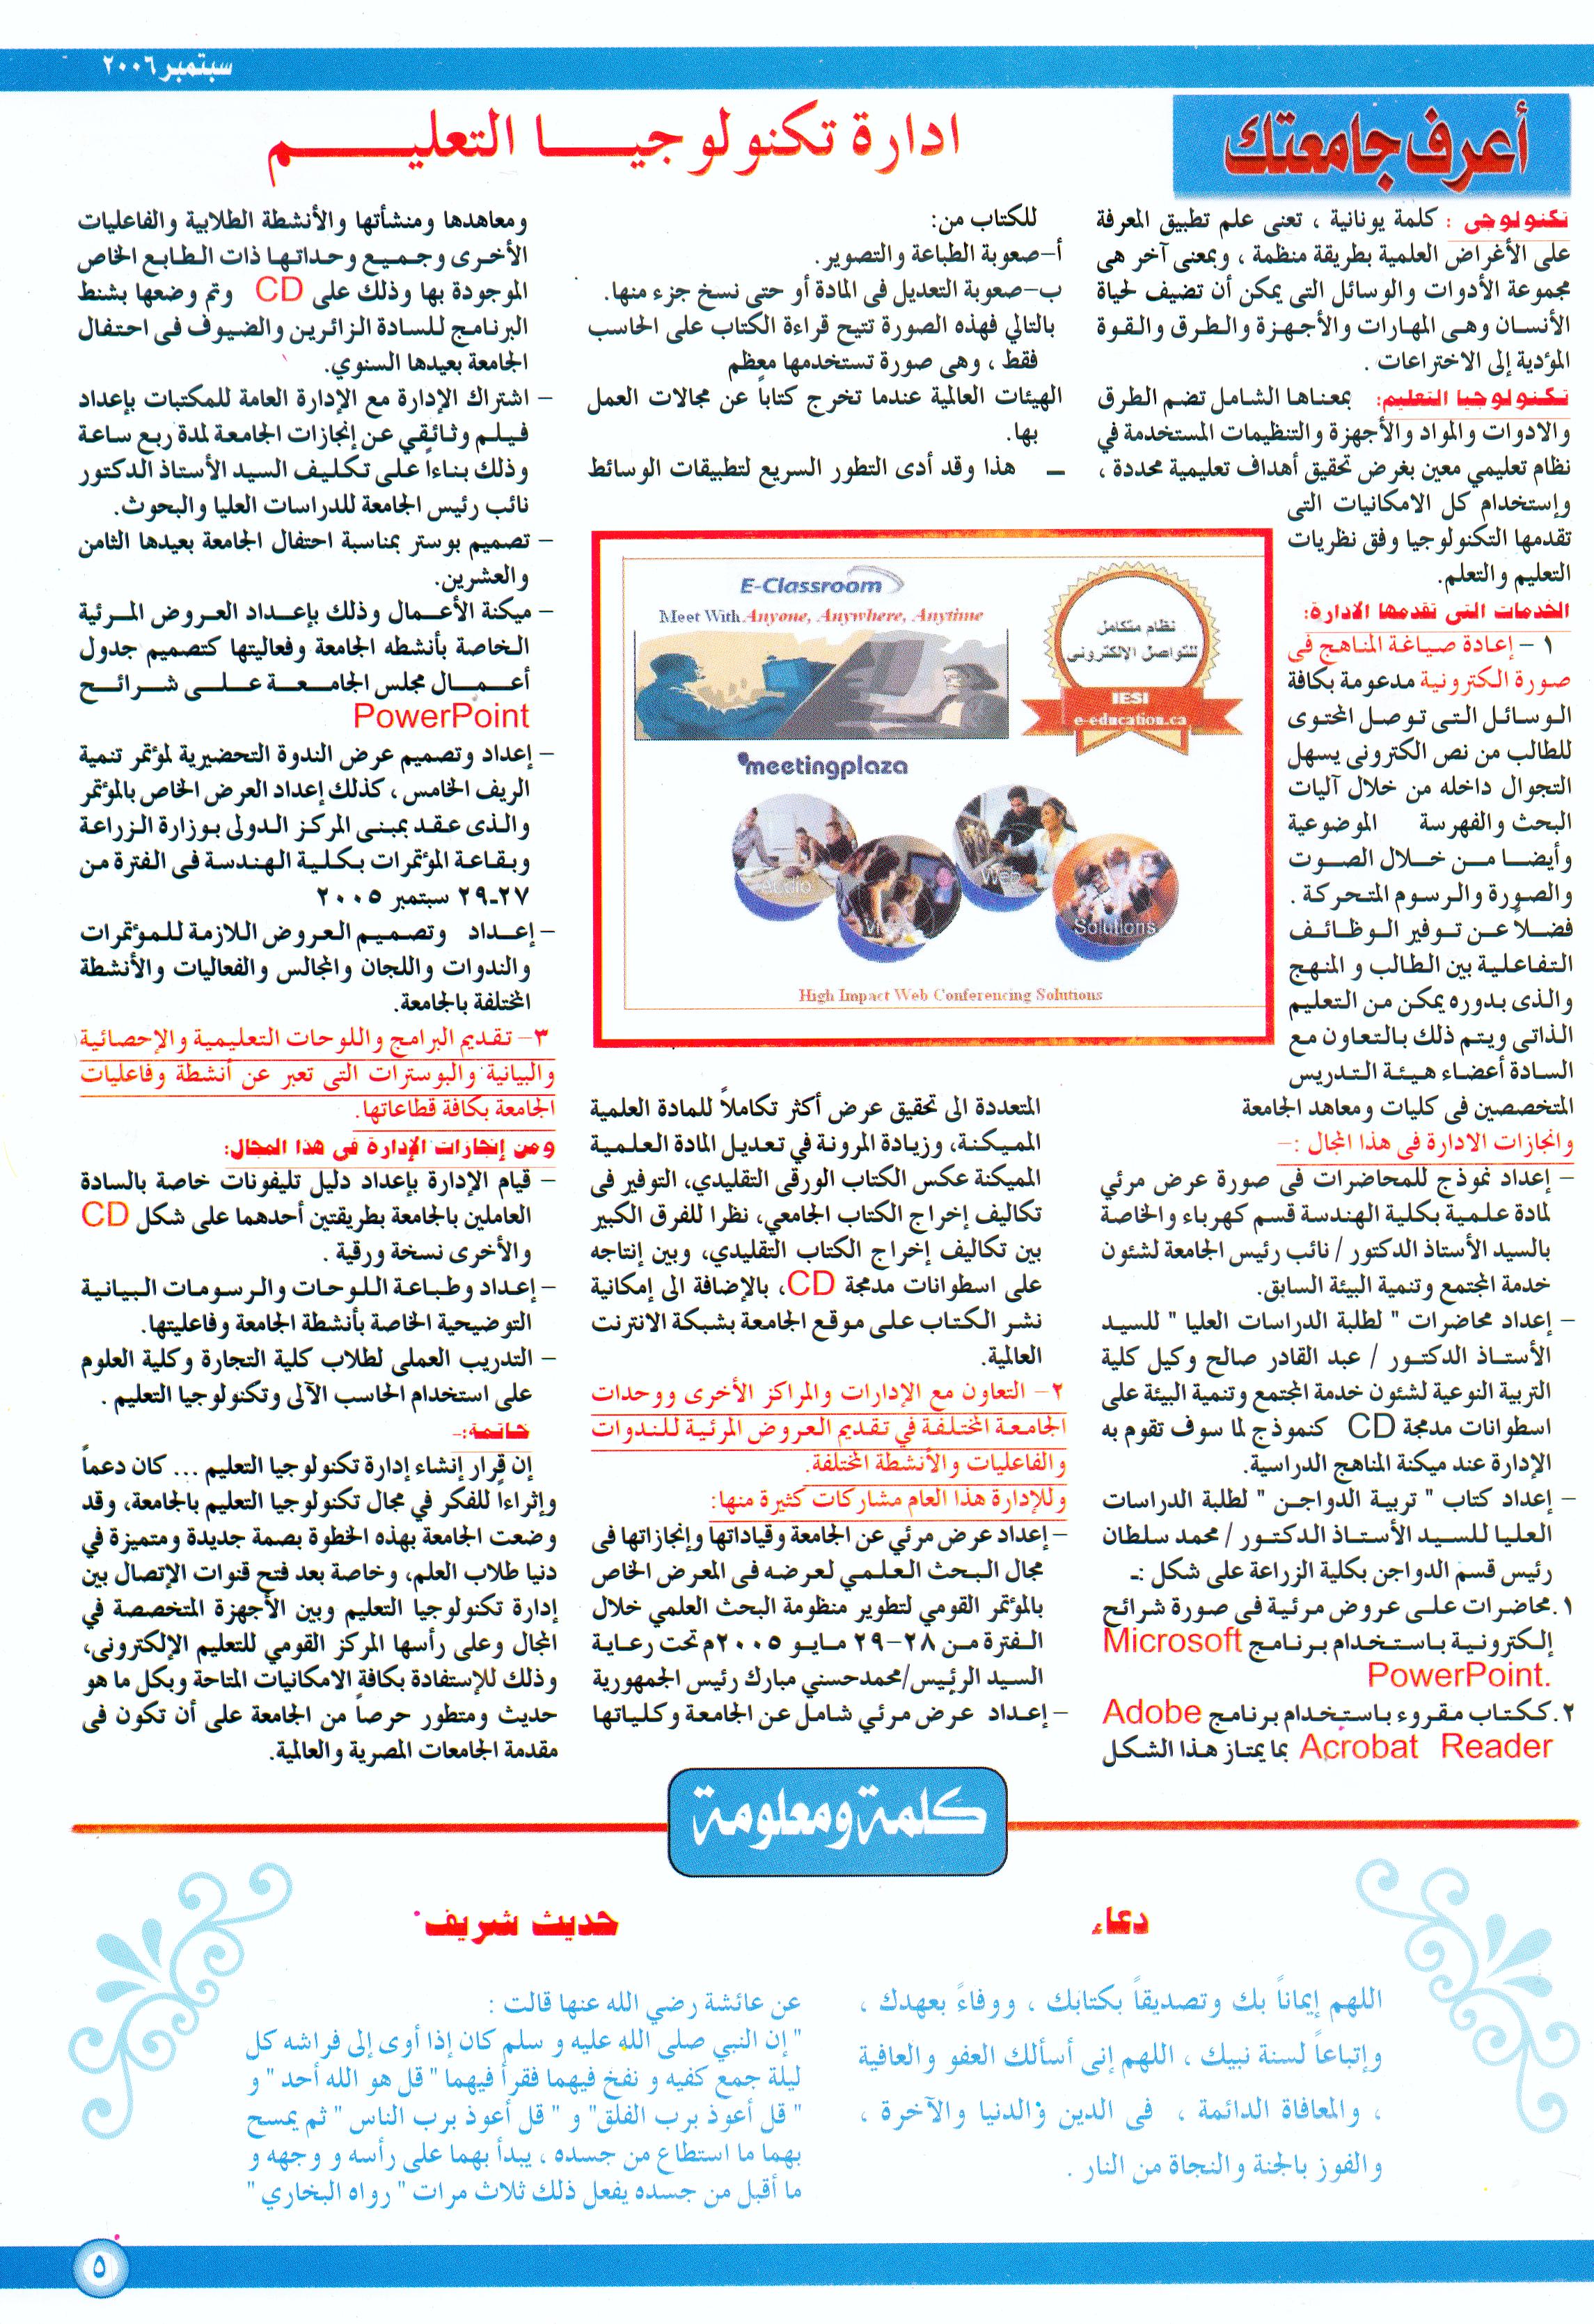 سبتمبر ٢٠٠٦
أعرف جامعتك
ادارة تكنولوجيا التعليم
تكنولوجى : كلمة يونانية ، تعنى علم تطبيق المعرفة
على الأغراض العلمية بطريقة منظمة ، وبمعنى آخر هى
مجموعة الأدوات والوسائل التى يمكن أن تضيف لحياة
الأنسان وهى المهارات والأجهزة والطرق والقوة
المؤدية إلى الاختراعات .
تكنولوجيا التعليم: بمعناها الشامل تضم الطرق
والادوات والمواد والأجهزة والتنظيمات المستخدمة في
نظام تعليمي معين بغرض تحقيق أهداف تعليمية محددة ،
وإستخدام كل الامكانيات التى
تقدمها التكنولوجيا وفق نظريات
التعليم والتعلم.
الخدمات التى تقدمها الادارة:
١ – إعادة صياغة المناهج فى
صورة الكترونية مدعومة بكافة
الوسائل التى توصل المحتوى
للطالب من نص الكترونى يسهل
التجوال داخله من خلال آليات
البحث والفهرسة الموضوعية
وأيضا من خلال الصوت
والصورة والرسوم المتحركة .
فضلاً عن توفير الوظائف
التفاعلية بين الطالب و المنهج
والذى بدوره يمكن من التعليم
الذاتى ويتم ذلك بالتعاون مع
السادة أعضاء هيئة التدريس
المتخصصين فى كليات ومعاهد الجامعة
وانجازات الادارة فى هذا المجال :–
– إعداد نموذج للمحاضرات فى صورة عرض مرئي
لمادة علمية بكلية الهندسة قسم كهرباء والخاصة
بالسيد الأستاذ الدكتور / نائب رئيس الجامعة لشئون
خدمة المجتمع وتنمية البيئة السابق.
– إعداد محاضرات " لطلبة الدراسات العليا " للسيد
الأستاذ الدكتور / عبد القادر صالح وكيل كلية
التربية النوعية لشئون خدمة المجتمع وتنمية البيئة على
اسطوانات مدمجة CD كنموذج لما سوف تقوم به
الإدارة عند ميكنة المناهج الدراسية.
– إعداد كتاب " تربية الدواجن " لطلبة الدراسات
العليا للسيد الأستاذ الدكتور / محمد سلطان
رئيس قسم الدواجن بكلية الزراعة على شكل :ـ
١.محاضرات على عروض مرئية فى صورة شرائح
إلكترونية باستخدام برنامج Microsoft
PowerPoint.
٢.ككتاب مقروء باستخدام برنامج Adobe
Acrobat Reader بما يمتاز هذا الشكل
للكتاب من:
أ–صعوبة الطباعة والتصوير.
ب–صعوبة التعديل فى المادة أو حتى نسخ جزء منها.
بالتالي فهذه الصورة تتيح قراءة الكتاب على الحاسب
فقط ، وهى صورة تستخدمها معظم
الهيئات العالمية عندما تخرج كتاباً عن مجالات العمل
بها.
ـ هذا وقد أدى التطور السريع لتطبيقات الوسائط
E-Classroom
Meet With Anyone, Anywhere, Anytime
نظام متكامل
للتواصل الإلكترونى
IESI
e-education.ca
meetingplaza
Audio
Web
Solutions
High Impact Web Conferencing Solutions
المتعددة الى تحقيق عرض أكثر تكاملاً للمادة العلمية
المميكنة، وزيادة المرونة في تعديل المادة العلمية
المميكنة عكس الكتاب الورقى التقليدي، التوفير فى
تكاليف إخراج الكتاب الجامعي، نظرا للفرق الكبير
بين تكاليف إخراج الكتاب التقليدي، وبين إنتاجه
على اسطوانات مدمجة CD، بالإضافة الى إمكانية
نشر الكتاب على موقع الجامعة بشبكة الانترنت
العالمية.
٢– التعاون مع الإدارات والمراكز الأخرى ووحدات
الجامعة المختلفة في تقديم العروض المرئية للندوات
والفاعليات والأنشطة المختلفة.
وللإدارة هذا العام مشاركات كثيرة منها:
– إعداد عرض مرئي عن الجامعة وقياداتها وإنجازاتها فى
مجال البحث العلمي لعرضه فى المعرض الخاص
بالمؤتمر القومي لتطوير منظومة البحث العلمي خلال
الفترة من ٢٨–٢٩ مايو ٢٠٠٥م تحت رعاية
السيد الرئيس/محمدحسني مبارك رئيس الجمهورية
– إعداد عرض مرئي شامل عن الجامعة وكلياتها
ومعاهدها ومنشأتها والأنشطة الطلابية والفاعليات
الأخرى وجميع وحداتها ذات الطابع الخاص
الموجودة بها وذلك على CD وتم وضعها بشنط
البرنامج للسادة الزائرين والضيوف فى احتفال
الجامعة بعيدها السنوي.
– اشتراك الإدارة مع الإدارة العامة للمكتبات بإعداد
فيلم وثائقي عن إنجازات الجامعة لمدة ربع ساعة
وذلك بناءاً على تكليف السيد الأستاذ الدكتور
نائب رئيس الجامعة للدراسات العليا والبحوث.
– تصميم بوستر بمناسبة احتفال الجامعة بعيدها الثامن
والعشرين.
– ميكنة الأعمال وذلك بإعداد العروض المرئية
الخاصة بأنشطه الجامعة وفعاليتها كتصميم جدول
أعمال مجلس الجامعة على شرائح
PowerPoint
– إعداد وتصميم عرض الندوة التحضيرية لمؤتمر تنمية
الريف الخامس ، كذلك إعداد العرض الخاص بالمؤتمر
والذى عقد بمبنى المركز الدولى بوزارة الزراعة
وبقاعة المؤتمرات بكلية الهندسة فى الفترة من
٢٧ـ٢٩ سبتمبر ٢٠٠٥
– إعداد وتصميم العروض اللازمة للمؤتمرات
والندوات واللجان والمجالس والفعاليات والأنشطة
المختلفة بالجامعة.
٣– تقديم البرامج واللوحات التعليمية والإحصائية
والبيانية والبوسترات التى تعبر عن أنشطة وفاعليات
الجامعة بكافة قطاعاتها.
ومن إنجازات الإدارة فى هذا المجال:
– قيام الإدارة بإعداد دليل تليفونات خاصة بالسادة
العاملين بالجامعة بطريقتين أحدهما على شكل CD
والأخرى نسخة ورقية .
– إعداد وطباعة اللوحات والرسومات البيانية
التوضيحية الخاصة بأنشطة الجامعة وفاعليتها.
– التدريب العملى لطلاب كلية التجارة وكلية العلوم
على استخدام الحاسب الآلى وتكنولوجيا التعليم .
خاتمة:–
إن قرار إنشاء إدارة تكنولوجيا التعليم ... كان دعماً
وإثراءاً للفكر في مجال تكنولوجيا التعليم بالجامعة، وقد
وضعت الجامعة بهذه الخطوة بصمة جديدة ومتميزة في
دنيا طلاب العلم، وخاصة بعد فتح قنوات الإتصال بين
إدارة تكنولوجيا التعليم وبين الأجهزة المتخصصة في
المجال وعلى رأسها المركز القومي للتعليم الإلكترونى،
وذلك للإستفادة بكافة الامكانيات المتاحة وبكل ما هو
حديث ومتطور حرصاً من الجامعة على أن تكون فى
مقدمة الجامعات المصرية والعالمية.
كلمة ومعلومة
دعاء
اللهم إيماناً بك وتصديقاً بكتابك ، ووفاءً بعهدك ،
وإتباعاً لسنة نبيك ، اللهم إنى أسألك العفو والعافية
، والمعافاة الدائمة ، فى الدين والدنيا والآخرة ،
والفوز بالجنة والنجاة من النار .
حديث شريف
عن عائشة رضي الله عنها قالت :
" إن النبي صلى الله عليه و سلم كان إذا أوى إلى فراشه كل
ليلة جمع كفيه و نفخ فيهما فقرأ فيهما " قل هو الله أحد " و
" قل أعوذ برب الفلق" و " قل أعوذ برب الناس " ثم يمسح
بهما ما استطاع من جسده ، يبدأ بهما على رأسه و وجهه و
ما أقبل من جسده يفعل ذلك ثلاث مرات " رواه البخاري "
٥